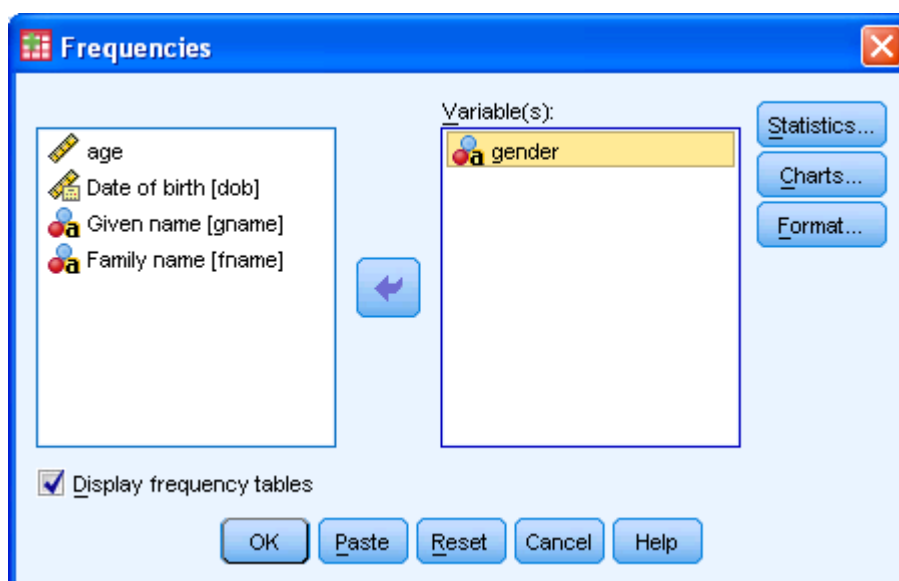 Frequencies
Variable(s):
age
Date of birth [dob]
Given name [gname]
Family name [fname]
gender
Statistics...
Charts...
Format...
Display frequency tables
OK
Paste
Reset
Cancel
Help